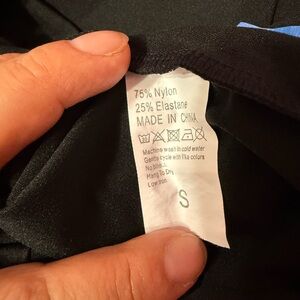 75% Nylon
25% Elastane
MADE IN CHINA
Machine wash in cold water
Gentle cycle with like colors
No bleach
Hang To Dry
Low iron
S